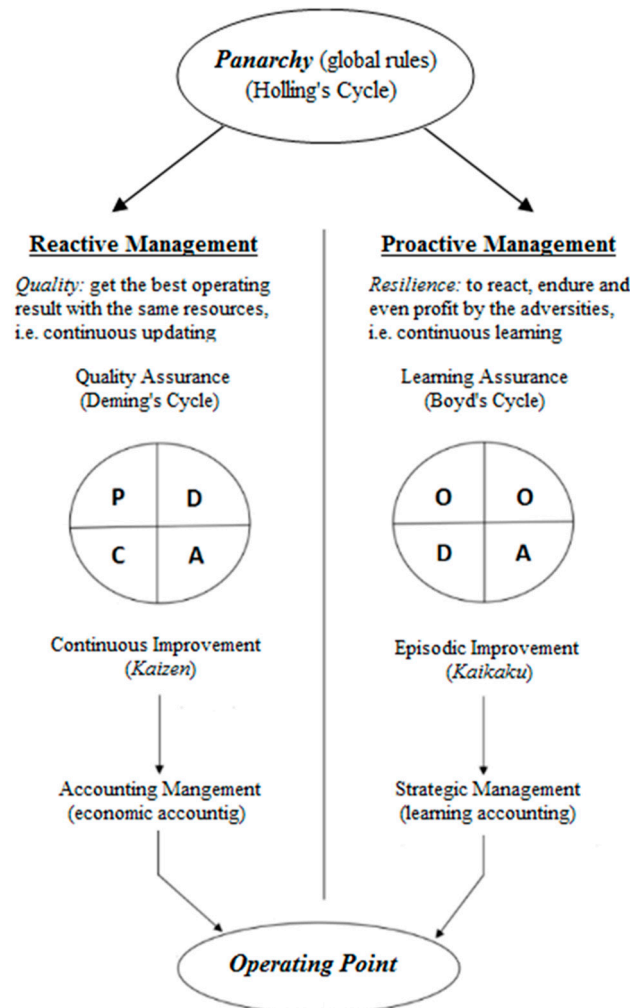 Panarchy (global rules)
(Holling's Cycle)
Reactive Management
Quality: get the best operating
result with the same resources,
i.e. continuous updating
Quality Assurance
(Deming's Cycle)
P D
C A
Continuous Improvement
(Kaizen)
Accounting Mangement
(economic accountig)
Proactive Management
Resilience: to react, endure and
even profit by the adversities,
i.e. continuous learning
Learning Assurance
(Boyd's Cycle)
O O
D A
Episodic Improvement
(Kaikaku)
Strategic Management
(learning accounting)
Operating Point